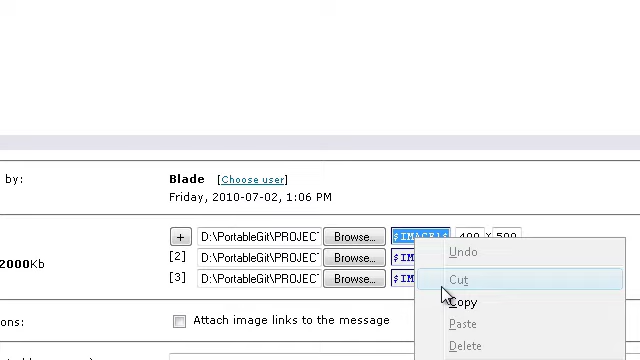 by: Blade [Choose user]
Friday, 2010-07-02, 1:06 PM
+ D:\PortableGit\PROJEC Browse... $IMAGE1$ 400 X 500
2000Kb [2] D:\PortableGit\PROJEC Browse... $IM
[3] D:\PortableGit\PROJEC Browse... $IM
ons: Attach image links to the message
Undo
Cut
Copy
Paste
Delete